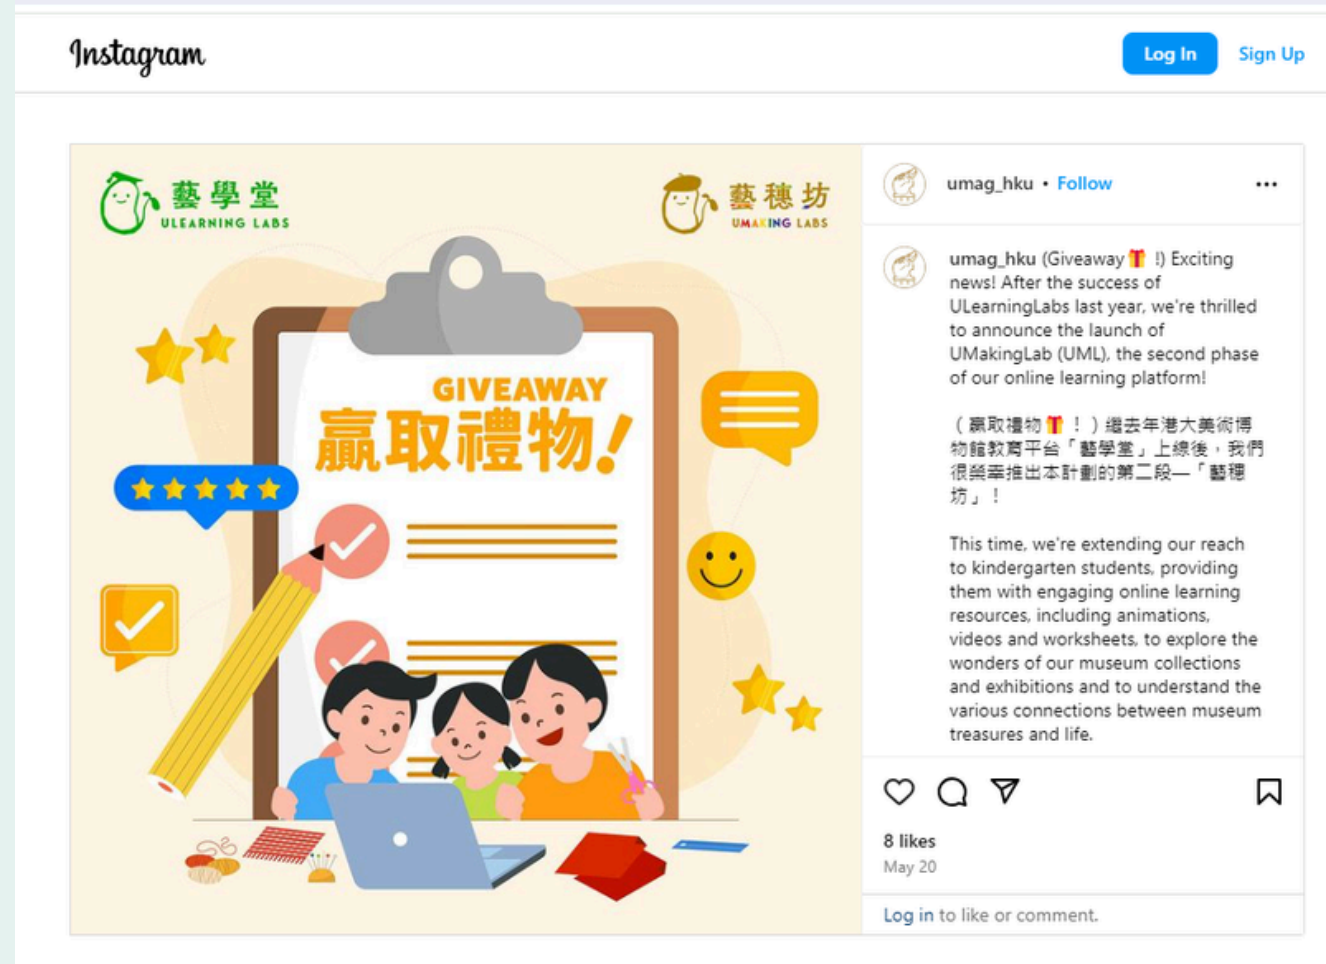 Instagram
Log In
Sign Up
藝學堂
ULEARNING LABS
藝穗坊
UMAKING LABS
GIVEAWAY
贏取禮物!
umag_hku • Follow
umag_hku (Giveaway🎁 !) Exciting
news! After the success of
ULearningLabs last year, we're thrilled
to announce the launch of
UMakingLab (UML), the second phase
of our online learning platform!
（贏取禮物🎁！）繼去年港大美術博
物館教育平台「藝學堂」上線後，我們
很榮幸推出本計劃的第二段—「藝穗
坊」！
This time, we're extending our reach
to kindergarten students, providing
them with engaging online learning
resources, including animations,
videos and worksheets, to explore the
wonders of our museum collections
and exhibitions and to understand the
various connections between museum
treasures and life.
8 likes
May 20
Log in to like or comment.